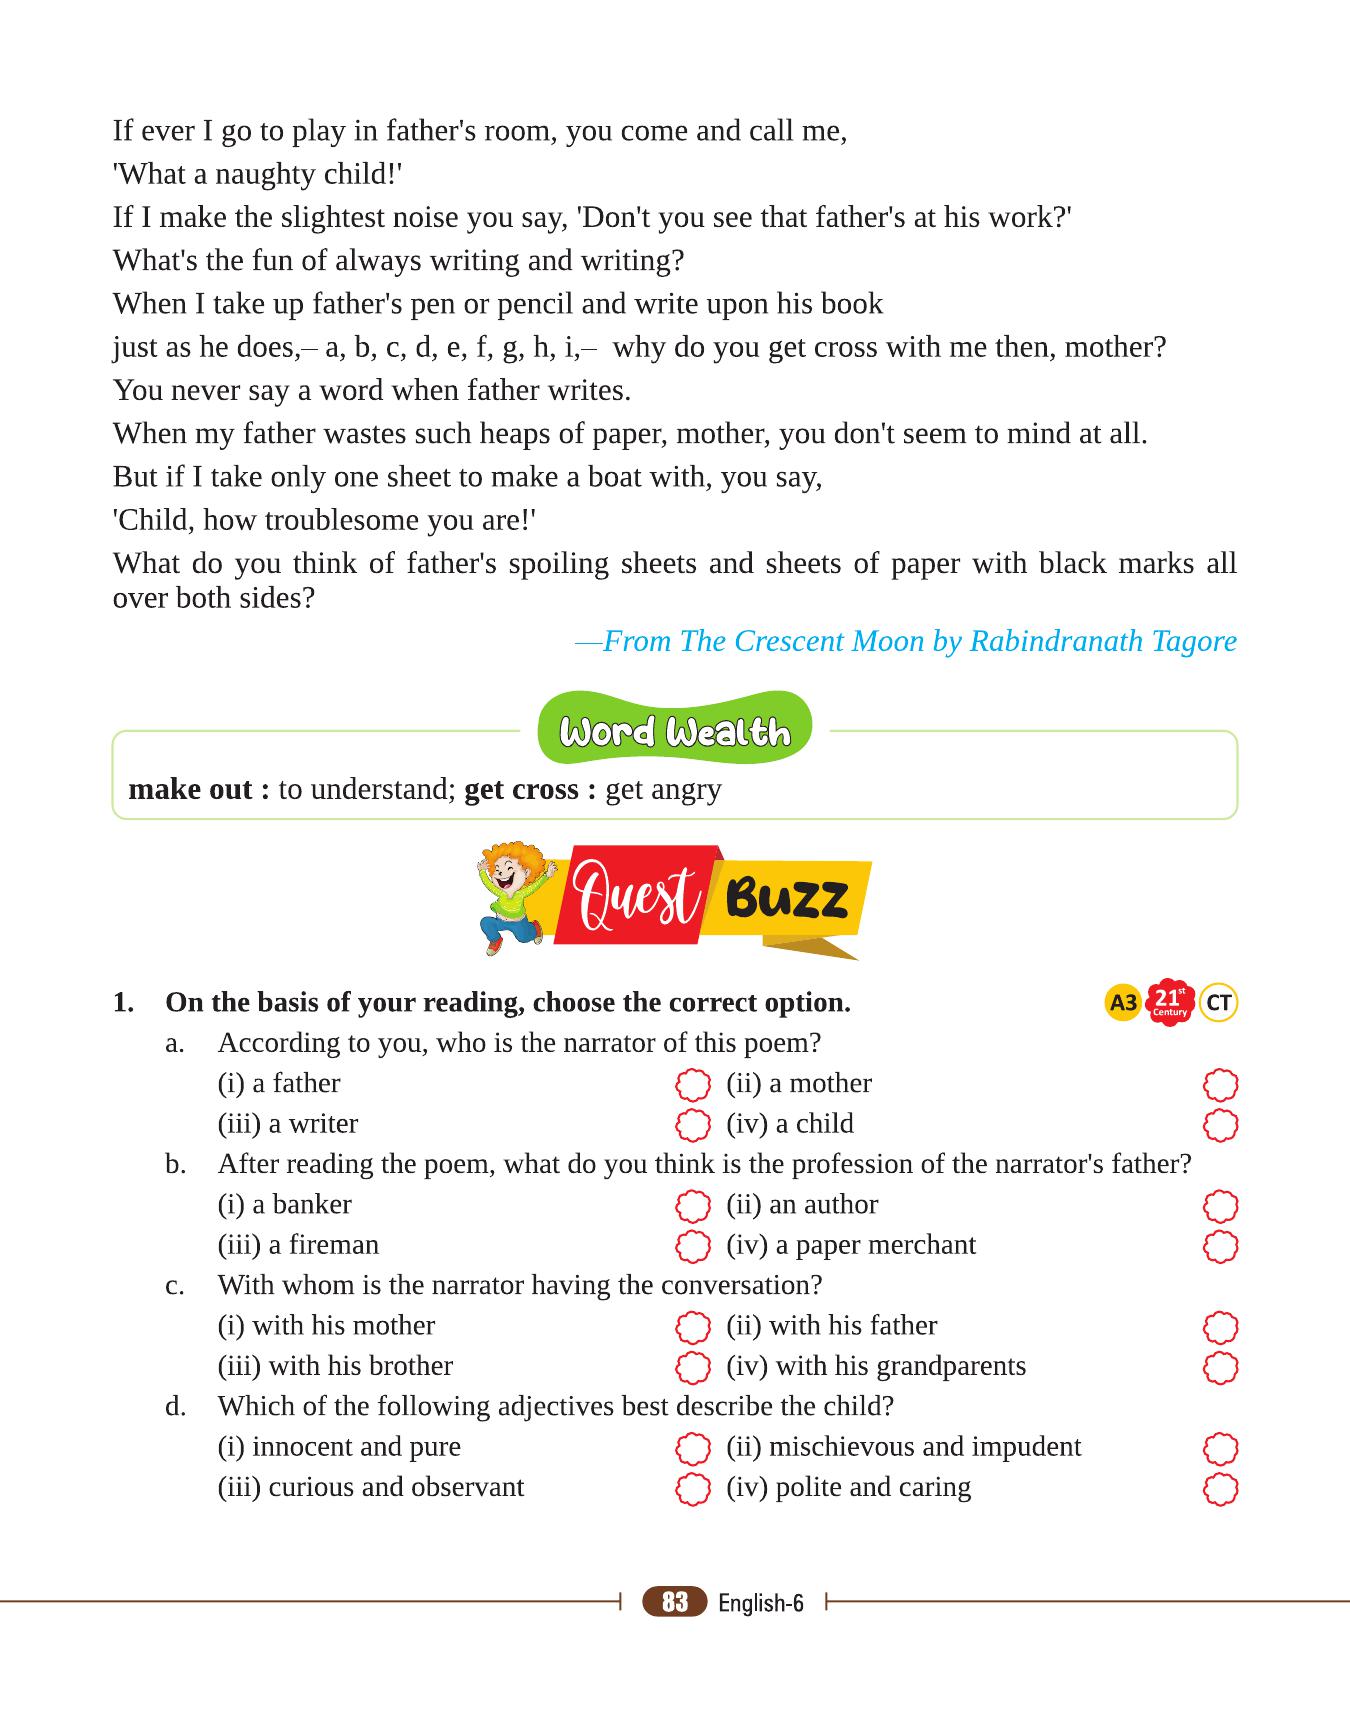 If ever I go to play in father's room, you come and call me,
'What a naughty child!'
If I make the slightest noise you say, 'Don't you see that father's at his work?'
What's the fun of always writing and writing?
When I take up father's pen or pencil and write upon his book
just as he does,– a, b, c, d, e, f, g, h, i,– why do you get cross with me then, mother?
You never say a word when father writes.
When my father wastes such heaps of paper, mother, you don't seem to mind at all.
But if I take only one sheet to make a boat with, you say,
'Child, how troublesome you are!'
What do you think of father's spoiling sheets and sheets of paper with black marks all
over both sides?
—From The Crescent Moon by Rabindranath Tagore
Word Wealth
make out : to understand; get cross : get angry
Quest Buzz
1. On the basis of your reading, choose the correct option. A3 21st Century CT
a. According to you, who is the narrator of this poem?
(i) a father (ii) a mother
(iii) a writer (iv) a child
b. After reading the poem, what do you think is the profession of the narrator's father?
(i) a banker (ii) an author
(iii) a fireman (iv) a paper merchant
c. With whom is the narrator having the conversation?
(i) with his mother (ii) with his father
(iii) with his brother (iv) with his grandparents
d. Which of the following adjectives best describe the child?
(i) innocent and pure (ii) mischievous and impudent
(iii) curious and observant (iv) polite and caring
83 English-6